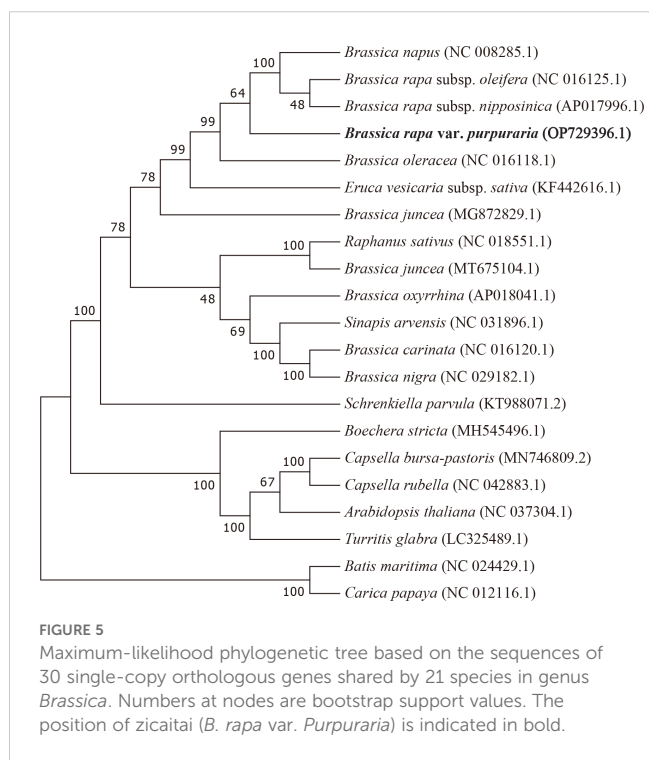 Brassica napus (NC 008285.1)
100
Brassica rapa subsp. oleifera (NC 016125.1)
64
48
Brassica rapa subsp. nipposinica (AP017996.1)
99
Brassica rapa var. purpuraria (OP729396.1)
99
Brassica oleracea (NC 016118.1)
78
Eruca vesicaria subsp. sativa (KF442616.1)
Brassica juncea (MG872829.1)
78
100
Raphanus sativus (NC 018551.1)
Brassica juncea (MT675104.1)
48
Brassica oxyrrhina (AP018041.1)
100
69
Sinapis arvensis (NC 031896.1)
100
Brassica carinata (NC 016120.1)
100
Brassica nigra (NC 029182.1)
Schrenkiella parvula (KT988071.2)
Boechera stricta (MH545496.1)
100
Capsella bursa-pastoris (MN746809.2)
67
100
Capsella rubella (NC 042883.1)
Arabidopsis thaliana (NC 037304.1)
100
Turritis glabra (LC325489.1)
Batis maritima (NC 024429.1)
100
Carica papaya (NC 012116.1)
FIGURE 5
Maximum-likelihood phylogenetic tree based on the sequences of
30 single-copy orthologous genes shared by 21 species in genus
Brassica. Numbers at nodes are bootstrap support values. The
position of zicaitai (B. rapa var. Purpuraria) is indicated in bold.